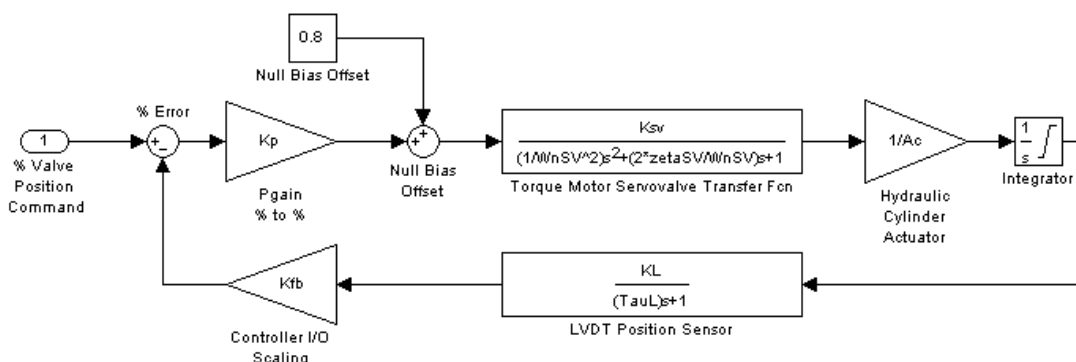 0.8
Null Bias Offset
% Error
1
% Valve
Position
Command
+
−
Kp
Pgain
% to %
+
+
Null Bias
Offset
Ksv
(1/WnSV^2)s2+(2*zetaSV/WnSV)s+1
Torque Motor Servovalve Transfer Fcn
1/Ac
Hydraulic
Cylinder
Actuator
1
s
Integrator
Kfb
Controller I/O
Scaling
KL
(TauL)s+1
LVDT Position Sensor